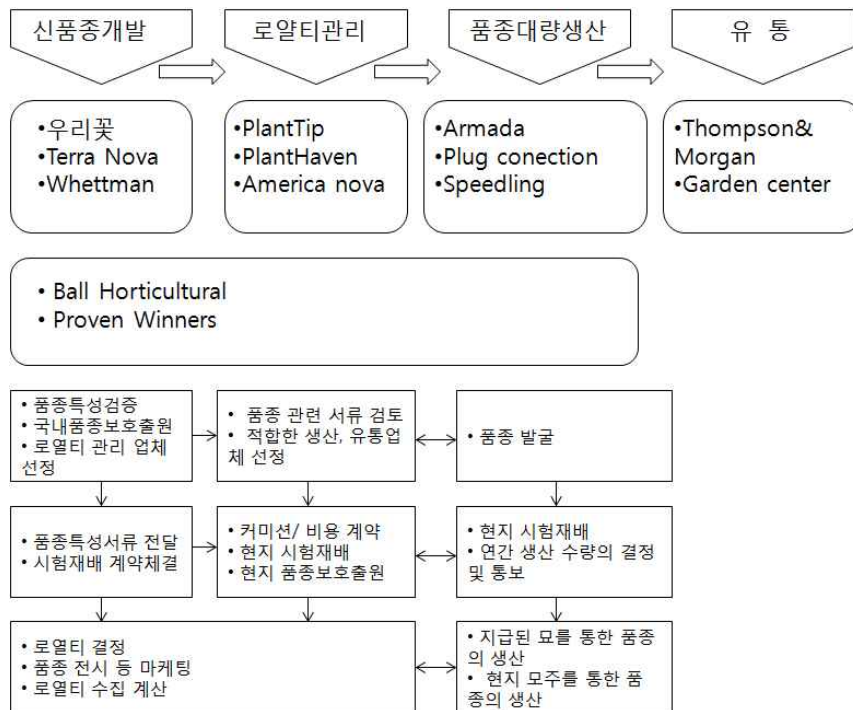 신품종개발
로얄티관리
품종대량생산
유 통
•우리꽃
•Terra Nova
•Whettman
•PlantTip
•PlantHaven
•America nova
•Armada
•Plug conection
•Speedling
•Thompson&
Morgan
•Garden center
• Ball Horticultural
• Proven Winners
• 품종특성검증
• 국내품종보호출원
• 로열티 관리 업체
선정
• 품종 관련 서류 검토
• 적합한 생산, 유통업
체 선정
• 품종 발굴
• 품종특성서류 전달
• 시험재배 계약체결
• 커미션/ 비용 계약
• 현지 시험재배
• 현지 품종보호출원
• 현지 시험재배
• 연간 생산 수량의 결정
및 통보
• 로열티 결정
• 품종 전시 등 마케팅
• 로열티 수집 계산
• 지급된 묘를 통한 품종
의 생산
• 현지 모주를 통한 품
종의 생산